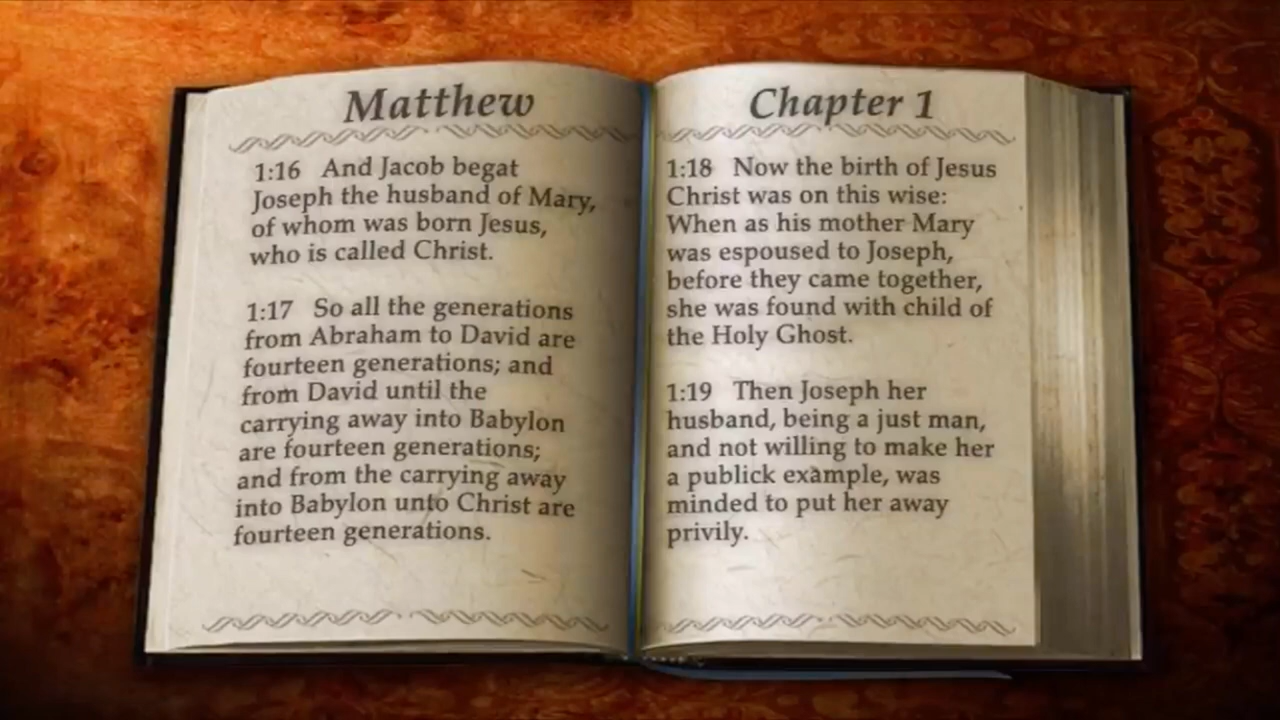 Matthew
1:16 And Jacob begat
Joseph the husband of Mary,
of whom was born Jesus,
who is called Christ.
1:17 So all the generations
from Abraham to David are
fourteen generations; and
from David until the
carrying away into Babylon
are fourteen generations;
and from the carrying away
into Babylon unto Christ are
fourteen generations.
Chapter 1
1:18 Now the birth of Jesus
Christ was on this wise:
When as his mother Mary
was espoused to Joseph,
before they came together,
she was found with child of
the Holy Ghost.
1:19 Then Joseph her
husband, being a just man,
and not willing to make her
a publick example, was
minded to put her away
privily.